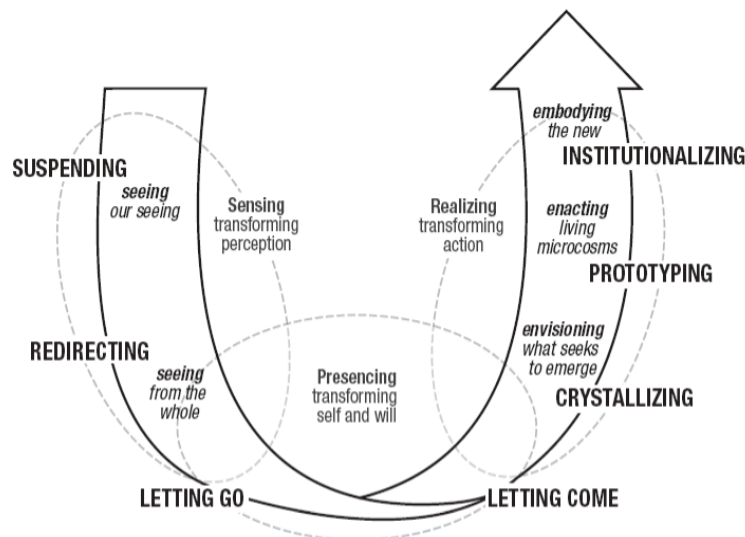 SUSPENDING
seeing
our seeing
Sensing
transforming
perception
REDIRECTING
seeing
from the
whole
LETTING GO
Presencing
transforming
self and will
LETTING COME
CRYSTALLIZING
envisioning
what seeks
to emerge
PROTOTYPING
enacting
living
microcosms
Realizing
transforming
action
INSTITUTIONALIZING
embodying
the new